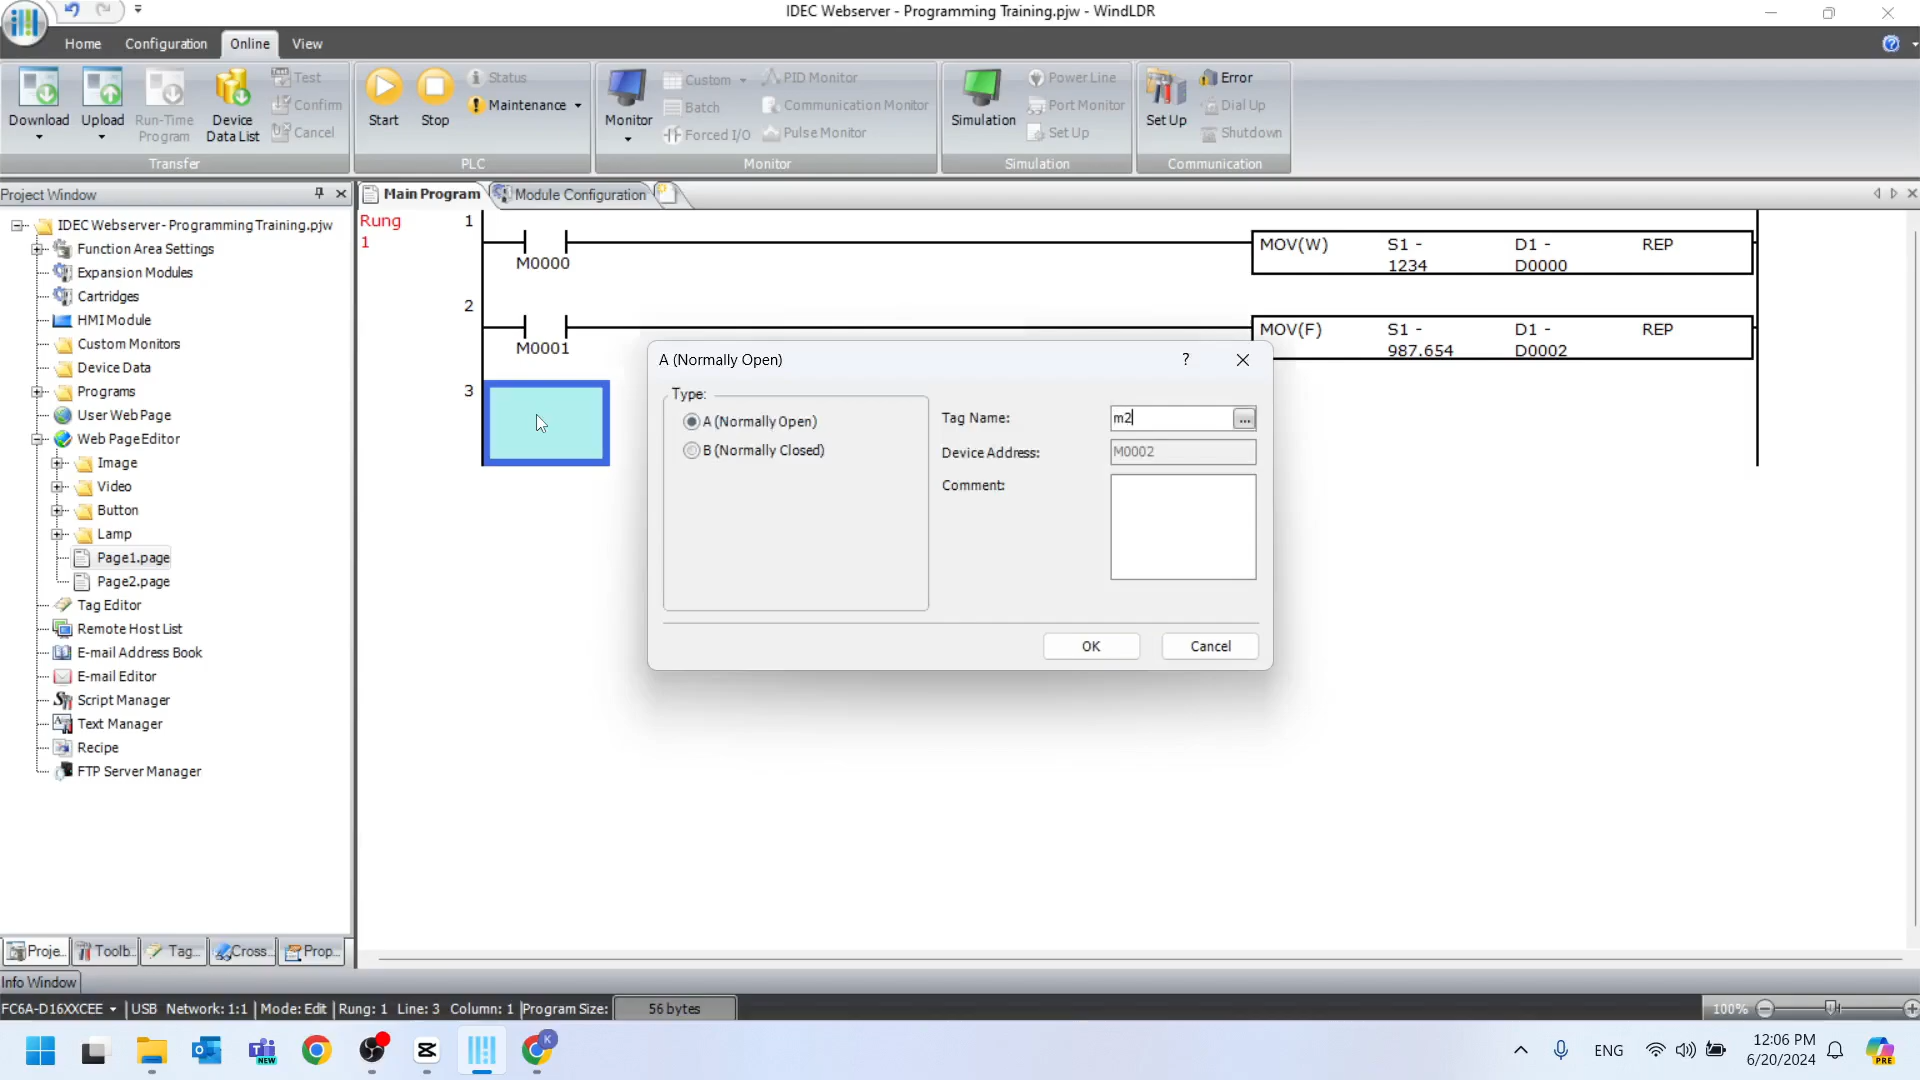 IDEC Webserver - Programming Training.pjw - WindLDR
Home Configuration Online View
Download
Upload
Run-Time Program
Device Data List
Test
Confirm
Cancel
Transfer
Start
Stop
Status
Maintenance
PLC
Monitor
Custom
Batch
Forced I/O
PID Monitor
Communication Monitor
Pulse Monitor
Monitor
Simulation
Power Line
Port Monitor
Set Up
Simulation
Set Up
Error
Dial Up
Shutdown
Communication
Project Window
IDEC Webserver- Programming Training.pjw
Function Area Settings
Expansion Modules
Cartridges
HMI Module
Custom Monitors
Device Data
Programs
User Web Page
Web Page Editor
Image
Video
Button
Lamp
Page1.page
Page2.page
Tag Editor
Remote Host List
E-mail Address Book
E-mail Editor
Script Manager
Text Manager
Recipe
FTP Server Manager
Proje... Toolb... Tag... Cross... Prop...
Main Program Module Configuration
Rung 1
1
M0000
MOV(W) S1 - D1 - REP
1234 D0000
2
M0001
MOV(F) S1 - D1 - REP
987.654 D0002
3
A (Normally Open) ?
Type:
A (Normally Open)
B (Normally Closed)
Tag Name: m2 ...
Device Address: M0002
Comment:
OK Cancel
Info Window
FC6A-D16XXCEE USB Network: 1:1 Mode: Edit Rung: 1 Line: 3 Column: 1 Program Size: 56 bytes 100%
NEW
K
ENG
12:06 PM
6/20/2024
PRE